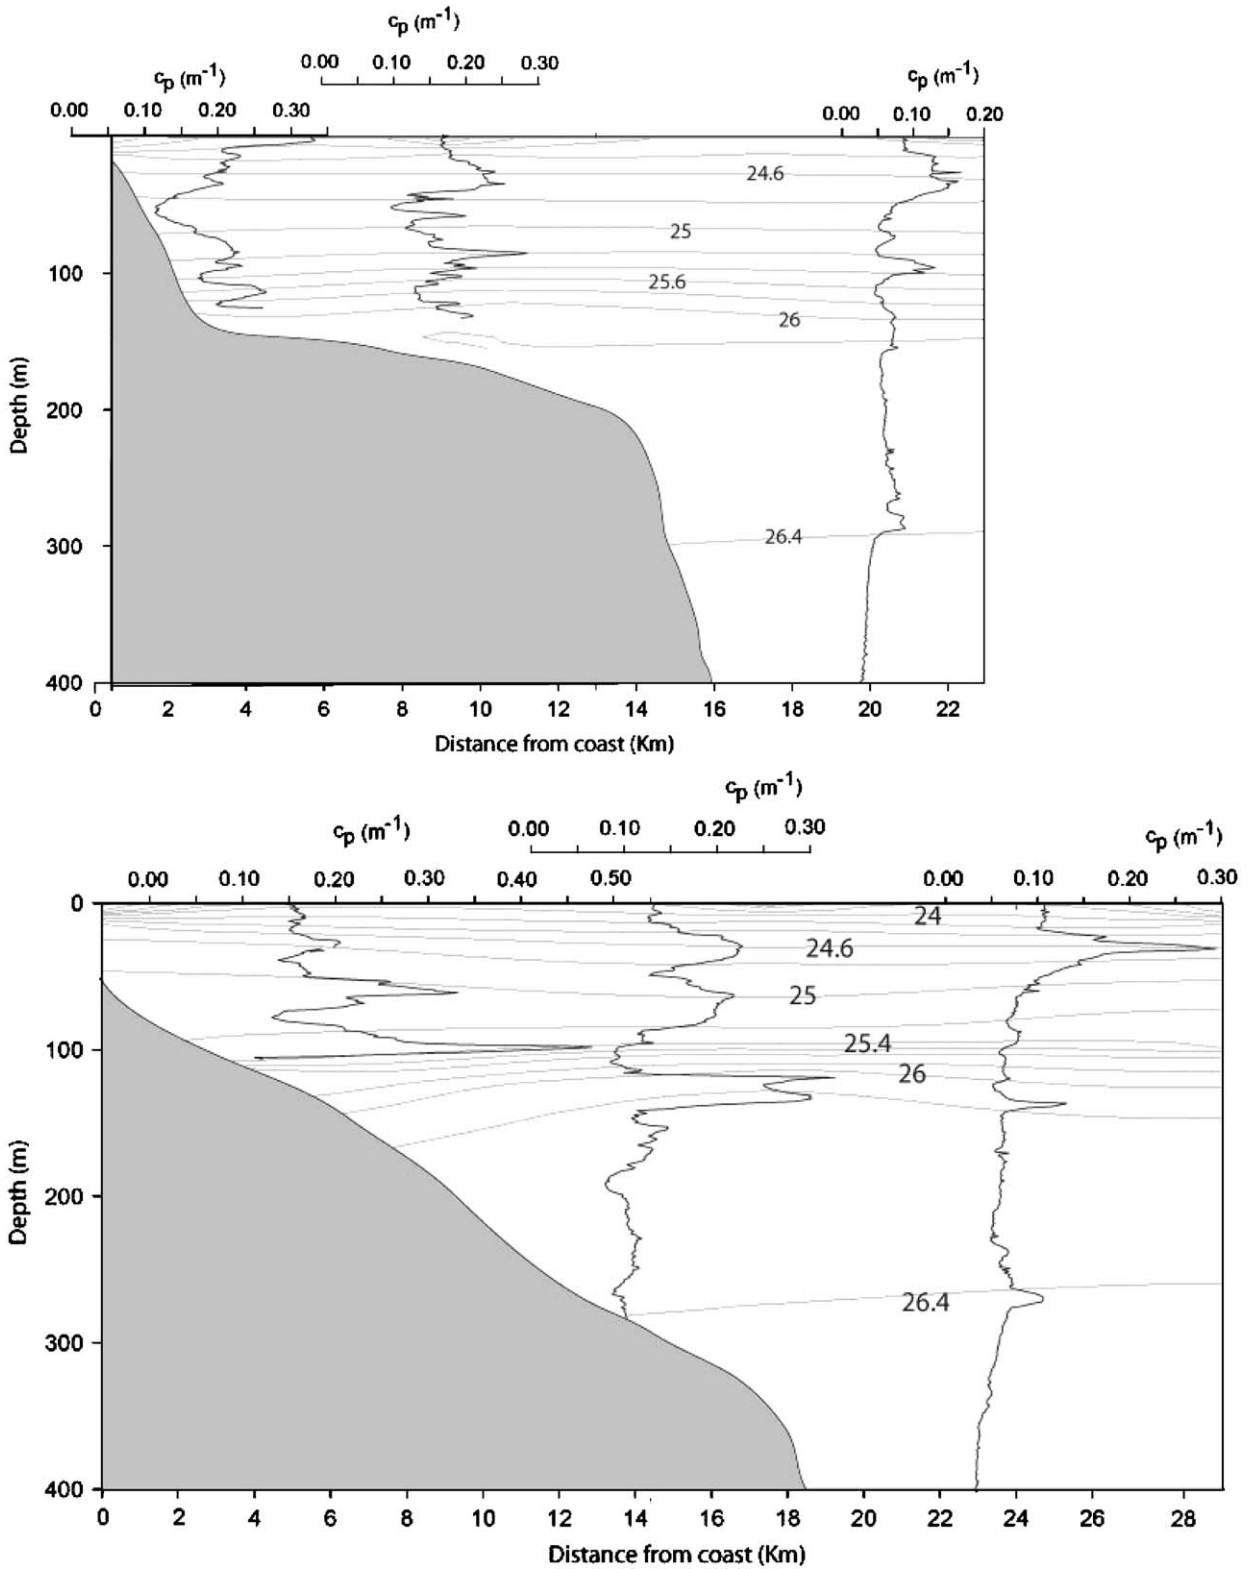 cp (m-1)
0.00 0.10 0.20 0.30
cp (m-1) cp (m-1)
0.00 0.10 0.20 0.30 0.00 0.10 0.20
24.6
25
100
25.6
26
Depth (m)
200
26.4
300
400
0 2 4 6 8 10 12 14 16 18 20 22
Distance from coast (Km)
cp (m-1)
cp (m-1) 0.00 0.10 0.20 0.30 cp (m-1)
0.00 0.10 0.20 0.30 0.40 0.50 0.00 0.10 0.20 0.30
0
24
24.6
25
100
25.4
26
Depth (m)
200
26.4
300
400
0 2 4 6 8 10 12 14 16 18 20 22 24 26 28
Distance from coast (Km)